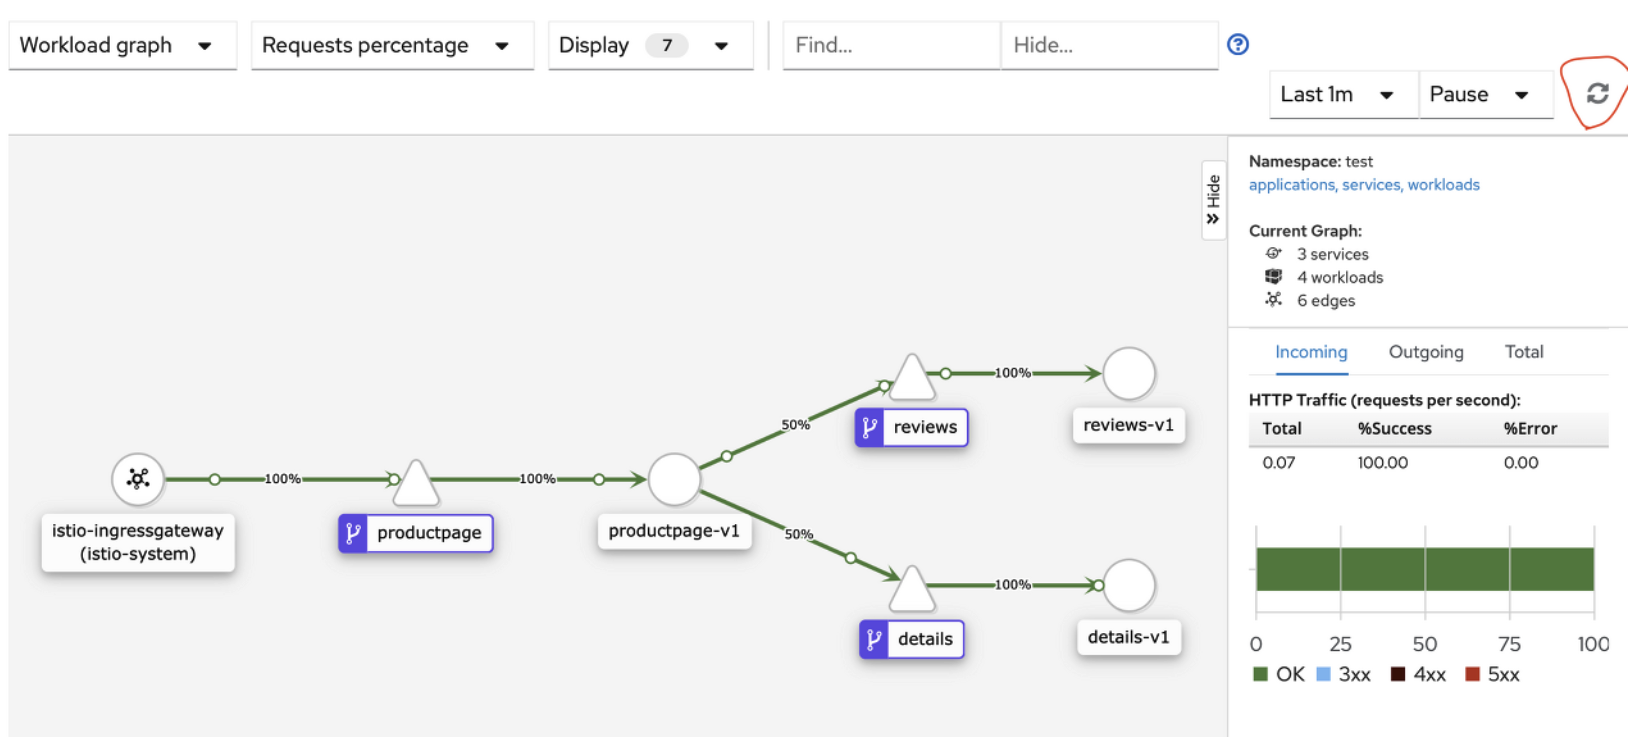 Workload graph
Requests percentage
Display 7
Find...
Hide...
Last 1m
Pause
Hide
Namespace: test
applications, services, workloads
Current Graph:
3 services
4 workloads
6 edges
Incoming Outgoing Total
HTTP Traffic (requests per second):
Total %Success %Error
0.07 100.00 0.00
0 25 50 75 100
OK 3xx 4xx 5xx
100%
reviews
reviews-v1
50%
100%
100%
istio-ingressgateway
(istio-system)
productpage
productpage-v1
50%
100%
details
details-v1